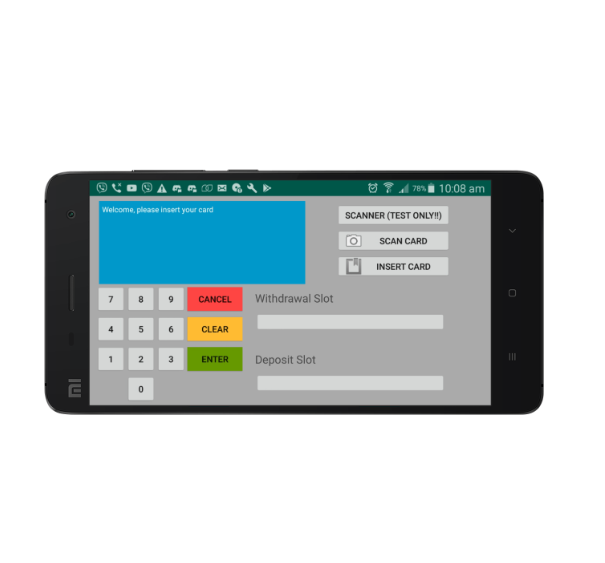 78% 10:08 am
Welcome, please insert your card
SCANNER (TEST ONLY!!)
SCAN CARD
INSERT CARD
7 8 9 CANCEL Withdrawal Slot
4 5 6 CLEAR
1 2 3 ENTER Deposit Slot
0